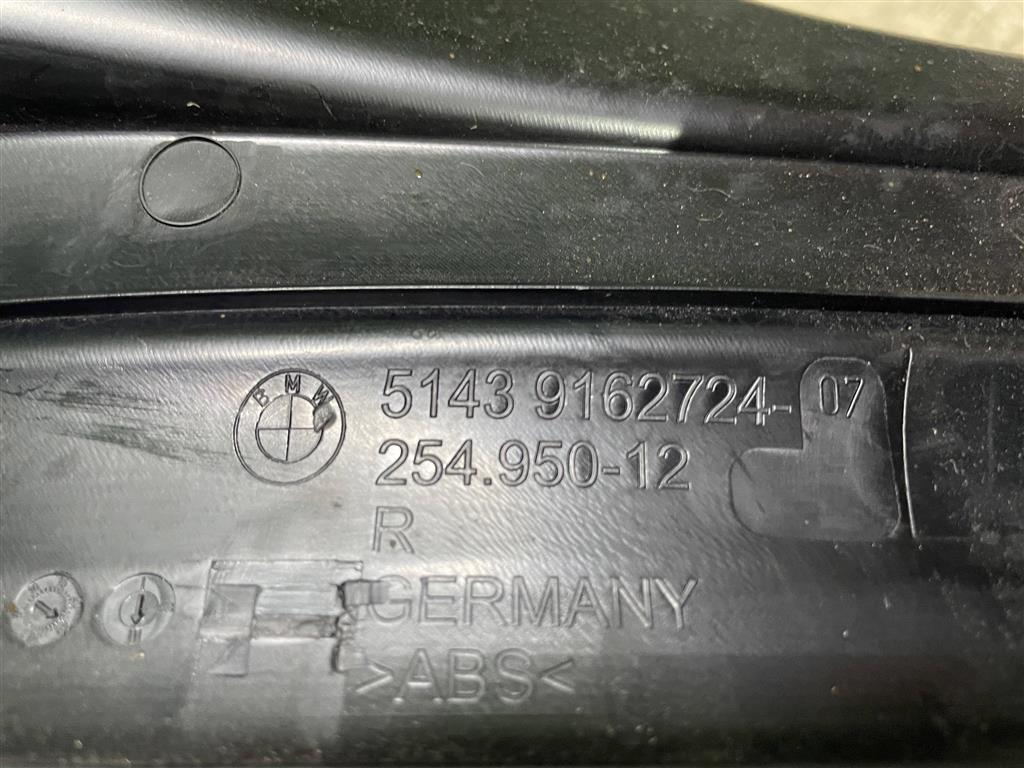 BMW
5143 9162724-07
254.950-12
R
GERMANY
>ABS<